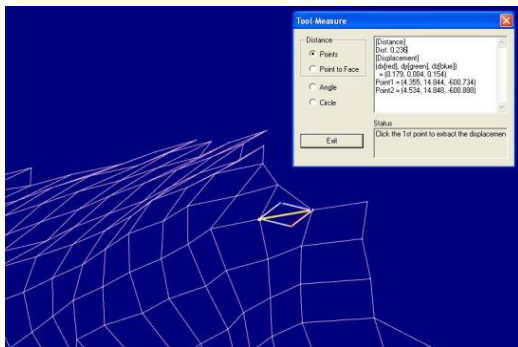 Tool-Measure
Distance
Points
Point to Face
Angle
Circle
Exit
[Distance]
Dist. 0.236
[Displacement]
(dx[red], dy[green], dz[blue])
= (0.179, 0.004, 0.154)
Point1 = (4.355, 14.844, -600.734)
Point2 = (4.534, 14.848, -600.888)
Status
Click the 1st point to extract the displacemen